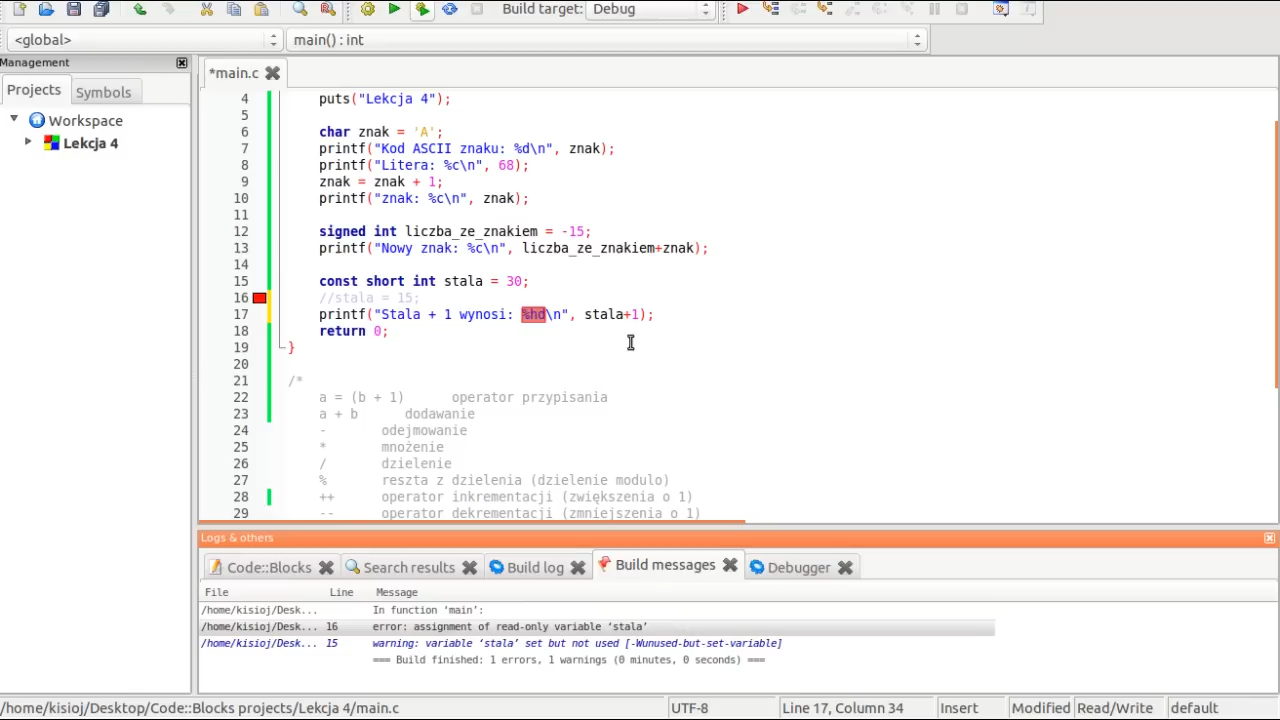 Build target: Debug
<global> main() : int
Management
Projects Symbols
Workspace
Lekcja 4
*main.c
4 puts("Lekcja 4");
5
6 char znak = 'A';
7 printf("Kod ASCII znaku: %d\n", znak);
8 printf("Litera: %c\n", 68);
9 znak = znak + 1;
10 printf("znak: %c\n", znak);
11
12 signed int liczba_ze_znakiem = -15;
13 printf("Nowy znak: %c\n", liczba_ze_znakiem+znak);
14
15 const short int stala = 30;
16 //stala = 15;
17 printf("Stala + 1 wynosi: %hd\n", stala+1);
18 return 0;
19 }
20
21 /*
22 a = (b + 1) operator przypisania
23 a + b dodawanie
24 - odejmowanie
25 * mnożenie
26 / dzielenie
27 % reszta z dzielenia (dzielenie modulo)
28 ++ operator inkrementacji (zwiększenia o 1)
29 -- operator dekrementacji (zmniejszenia o 1)
Logs & others
Code::Blocks Search results Build log Build messages Debugger
File Line Message
/home/kisioj/Desk... In function ‘main’:
/home/kisioj/Desk... 16 error: assignment of read-only variable ‘stala’
/home/kisioj/Desk... 15 warning: variable ‘stala’ set but not used [-Wunused-but-set-variable]
=== Build finished: 1 errors, 1 warnings (0 minutes, 0 seconds) ===
/home/kisioj/Desktop/Code::Blocks projects/Lekcja 4/main.c UTF-8 Line 17, Column 34 Insert Modified Read/Write default